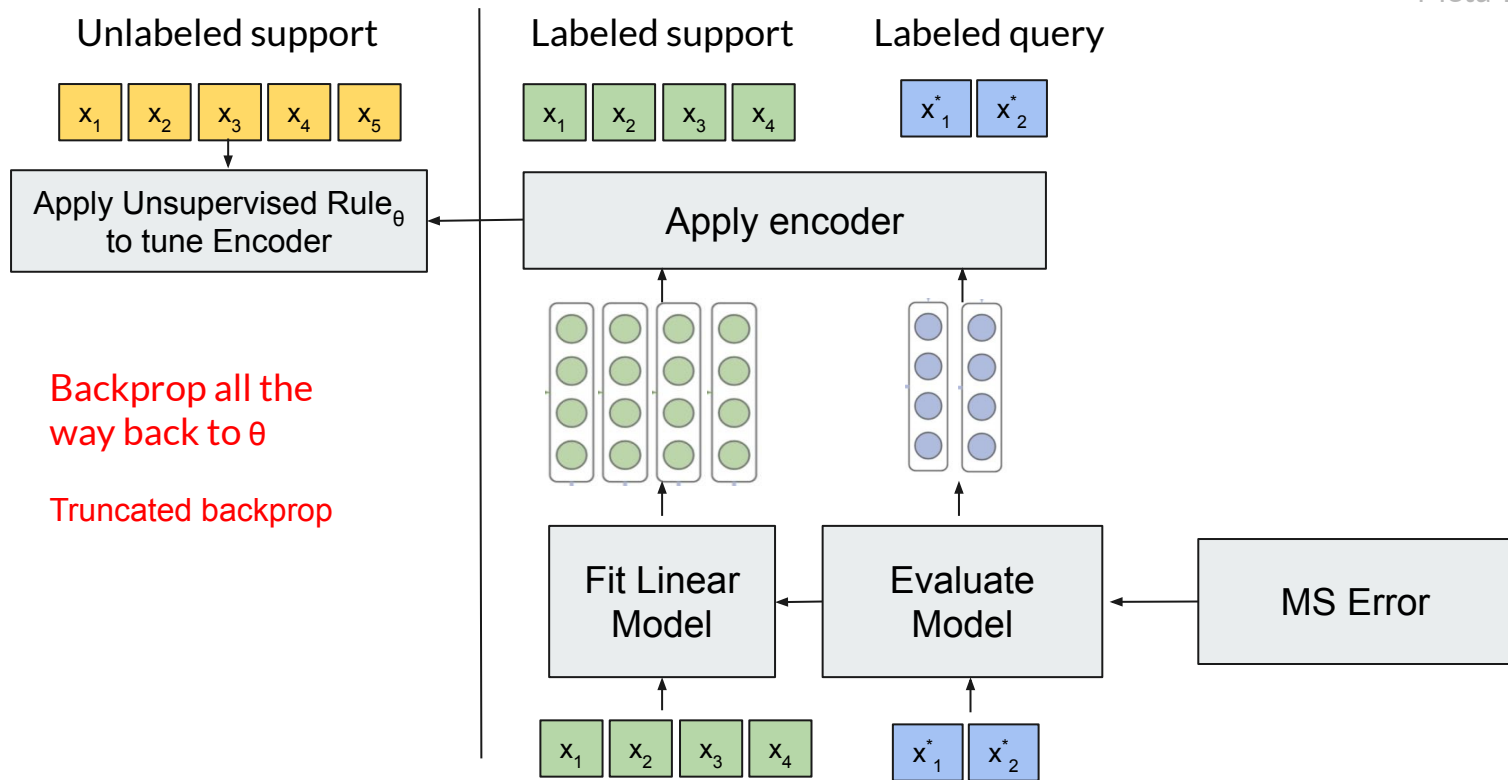 Unlabeled support
Labeled support
Labeled query
x1 x2 x3 x4 x5
x1 x2 x3 x4
x*1 x*2
Apply Unsupervised Ruleθ
to tune Encoder
Apply encoder
Backprop all the
way back to θ
Truncated backprop
Fit Linear
Model
Evaluate
Model
MS Error
x1 x2 x3 x4
x*1 x*2